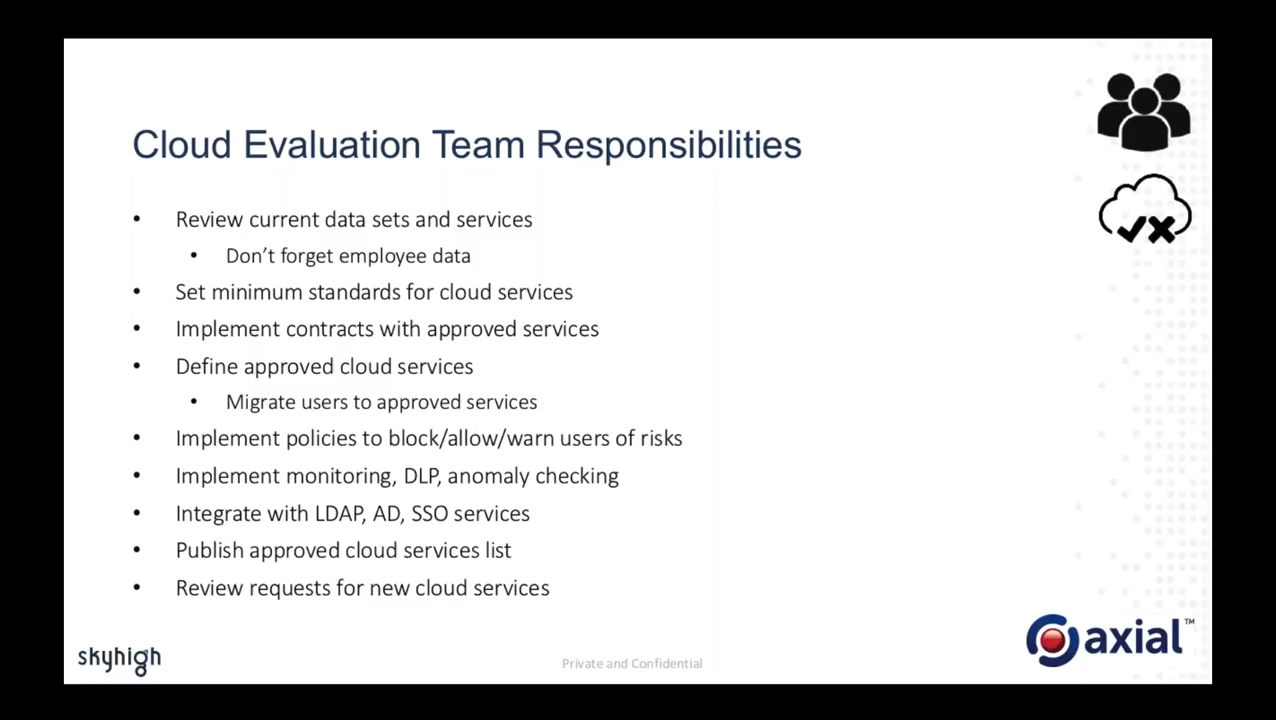 Cloud Evaluation Team Responsibilities
• Review current data sets and services
• Don’t forget employee data
• Set minimum standards for cloud services
• Implement contracts with approved services
• Define approved cloud services
• Migrate users to approved services
• Implement policies to block/allow/warn users of risks
• Implement monitoring, DLP, anomaly checking
• Integrate with LDAP, AD, SSO services
• Publish approved cloud services list
• Review requests for new cloud services
skyhigh
Private and Confidential
axial™